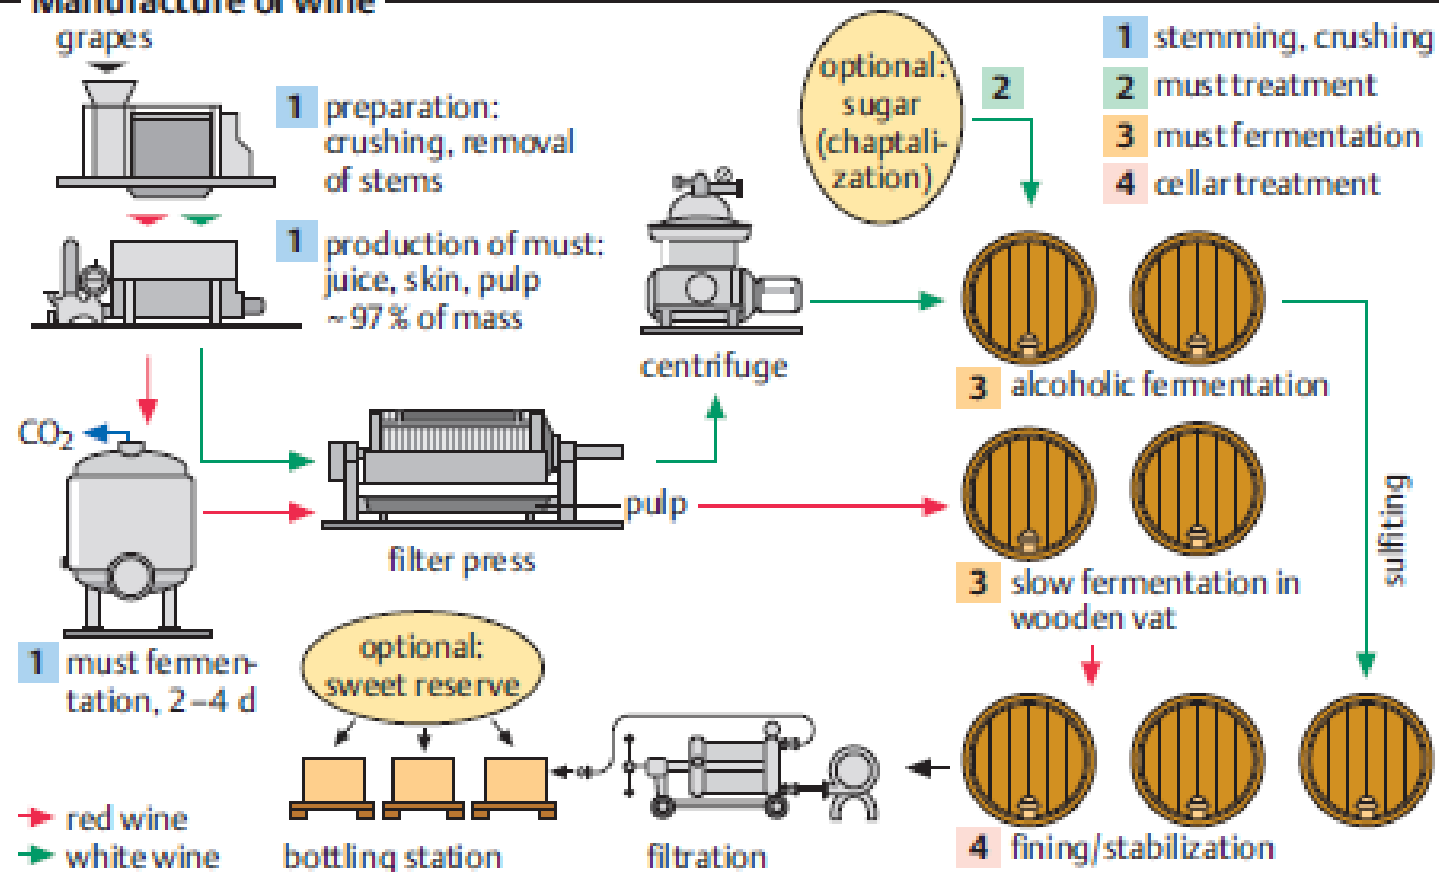 Manufacture of wine
grapes
1 preparation:
crushing, removal
of stems
1 production of must:
juice, skin, pulp
~97% of mass
optional:
sugar
(chaptali-
zation)
2
1 stemming, crushing
2 must treatment
3 must fermentation
4 cellar treatment
centrifuge
3 alcoholic fermentation
CO2
pulp
filter press
3 slow fermentation in
wooden vat
sulfiting
1 must fermen-
tation, 2–4 d
optional:
sweet reserve
red wine
white wine
bottling station
filtration
4 fining/stabilization